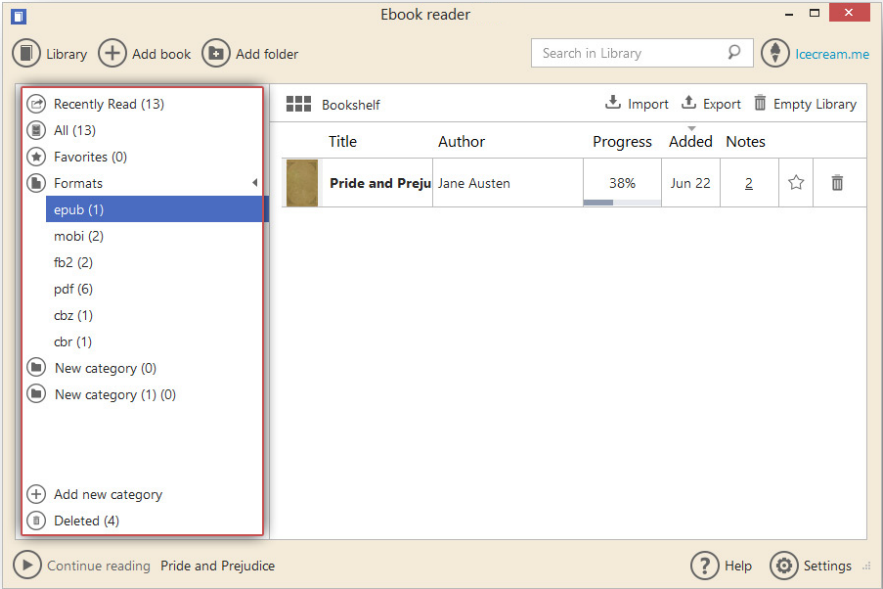 Ebook reader
Library Add book Add folder Search in Library Icecream.me
Recently Read (13)
All (13)
Favorites (0)
Formats
epub (1)
mobi (2)
fb2 (2)
pdf (6)
cbz (1)
cbr (1)
New category (0)
New category (1) (0)
Add new category
Deleted (4)
Bookshelf Import Export Empty Library
Title Author Progress Added Notes
Pride and Preju Jane Austen 38% Jun 22 2
Continue reading Pride and Prejudice Help Settings